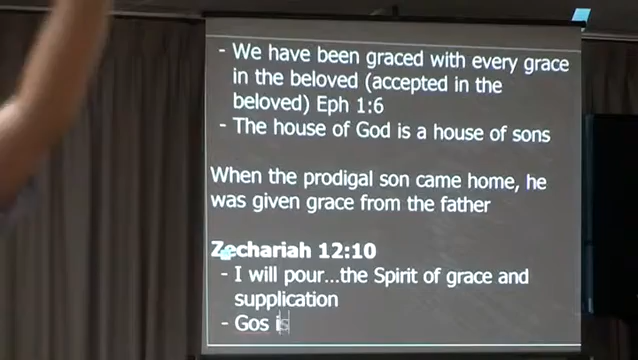 - We have been graced with every grace
in the beloved (accepted in the
beloved) Eph 1:6
- The house of God is a house of sons
When the prodigal son came home, he
was given grace from the father
Zechariah 12:10
- I will pour...the Spirit of grace and
supplication
- Gos is